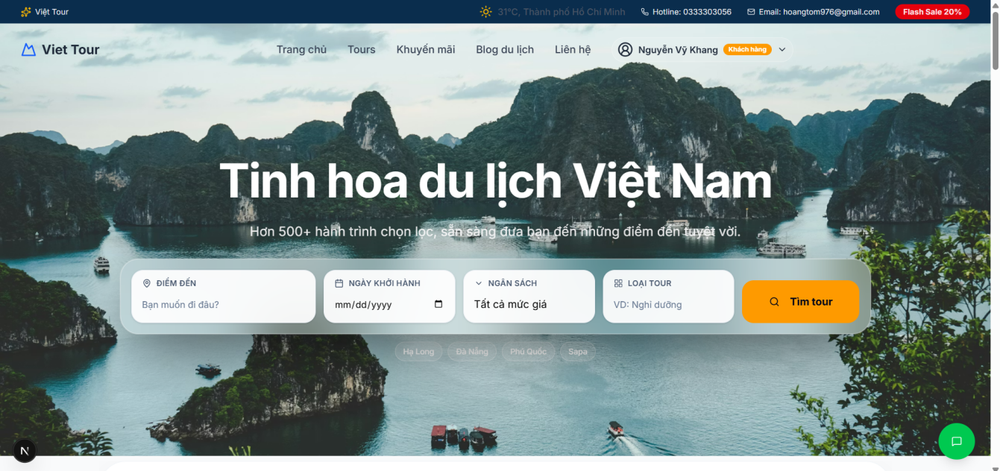 Việt Tour
31°C, Thành phố Hồ Chí Minh
Hotline: 0333303056
Email: hoangtom976@gmail.com
Flash Sale 20%
Viet Tour
Trang chủ
Tours
Khuyến mãi
Blog du lịch
Liên hệ
Nguyễn Vỹ Khang
Khách hàng
Tinh hoa du lịch Việt Nam
Hơn 500+ hành trình chọn lọc, sẵn sàng đưa bạn đến những điểm đến tuyệt vời.
ĐIỂM ĐẾN
Bạn muốn đi đâu?
NGÀY KHỞI HÀNH
mm/dd/yyyy
NGÂN SÁCH
Tất cả mức giá
LOẠI TOUR
VD: Nghỉ dưỡng
Tìm tour
Hạ Long
Đà Nẵng
Phú Quốc
Sapa
N